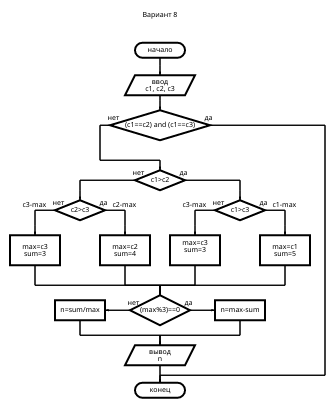 Вариант 8
начало
ввод
c1, c2, c3
нет
(c1==c2) and (c1==c3)
да
нет
c1>c2
да
c3-max
нет
c2>c3
да
c2-max
c3-max
нет
c1>c3
да
c1-max
max=c3
sum=3
max=c2
sum=4
max=c3
sum=3
max=c1
sum=5
n=sum/max
нет
(max%3)==0
да
n=max-sum
вывод
n
конец